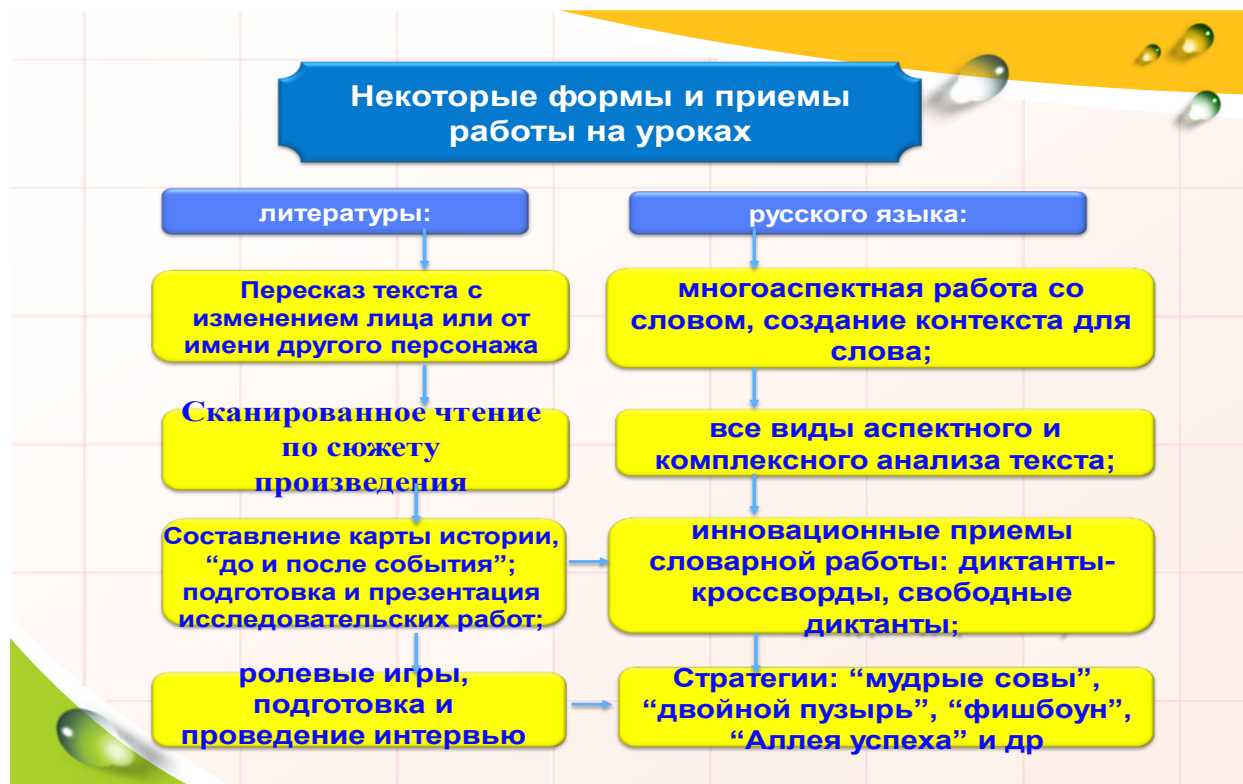 Некоторые формы и приемы
работы на уроках
литературы:
Пересказ текста с
изменением лица или от
имени другого персонажа
Сканированное чтение
по сюжету
произведения
Составление карты истории,
“до и после события”;
подготовка и презентация
исследовательских работ;
ролевые игры,
подготовка и
проведение интервью
русского языка:
многоаспектная работа со
словом, создание контекста для
слова;
все виды аспектного и
комплексного анализа текста;
инновационные приемы
словарной работы: диктанты-
кроссворды, свободные
диктанты;
Стратегии: “мудрые совы”,
“двойной пузырь”, “фишбоун”,
“Аллея успеха” и др